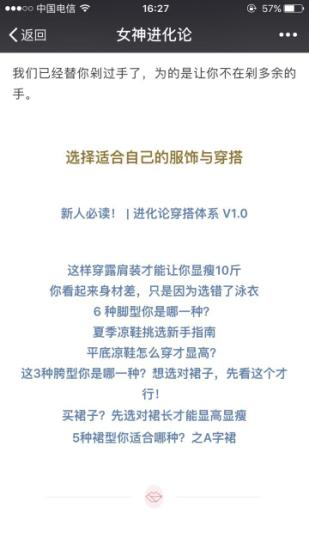 中国电信
16:27
57%
返回
女神进化论
我们已经替你剁过手了，为的是让你不在剁多余的
手。
选择适合自己的服饰与穿搭
新人必读！ | 进化论穿搭体系 V1.0
这样穿露肩装才能让你显瘦10斤
你看起来身材差，只是因为选错了泳衣
6 种脚型你是哪一种？
夏季凉鞋挑选新手指南
平底凉鞋怎么穿才显高？
这3种胯型你是哪一种？想选对裤子，先看这个才
行！
买裙子？先选对裙长才能显高显瘦
5种裙型你适合哪种？之A字裙